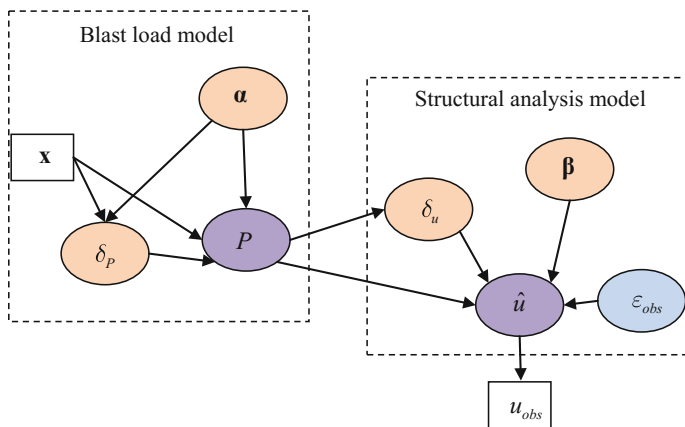 Blast load model
α
x
δ_P
P
Structural analysis model
β
δ_u
û
ε_obs
u_obs